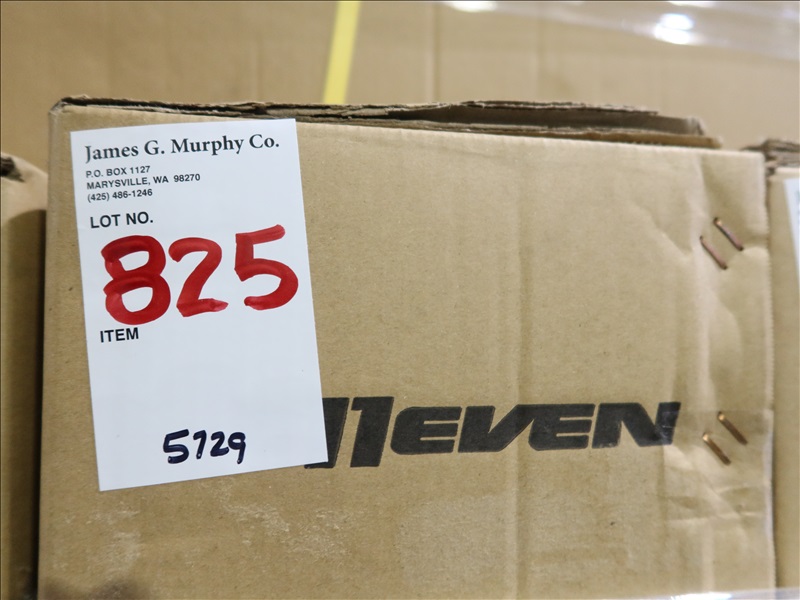 James G. Murphy Co.
P.O. BOX 1127
MARYSVILLE, WA 98270
(425) 486-1246
LOT NO.
825
ITEM
5729
11EVEN